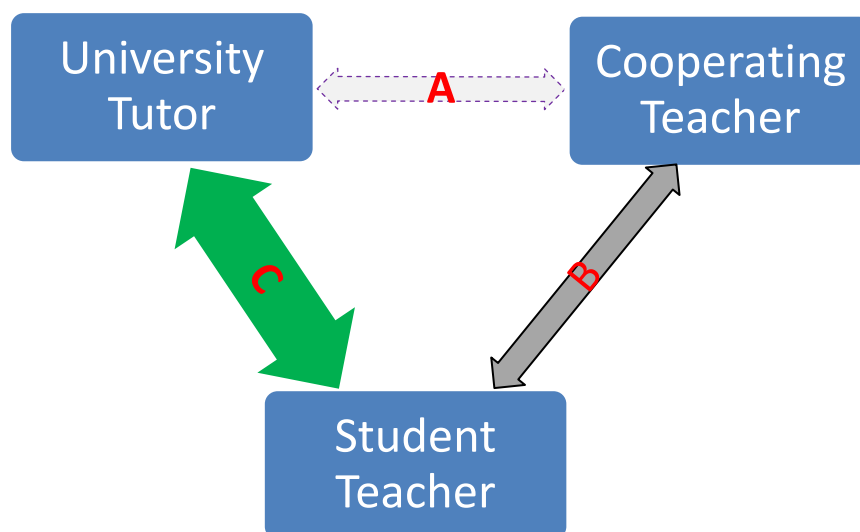 University
Tutor
A
Cooperating
Teacher
C
B
Student
Teacher